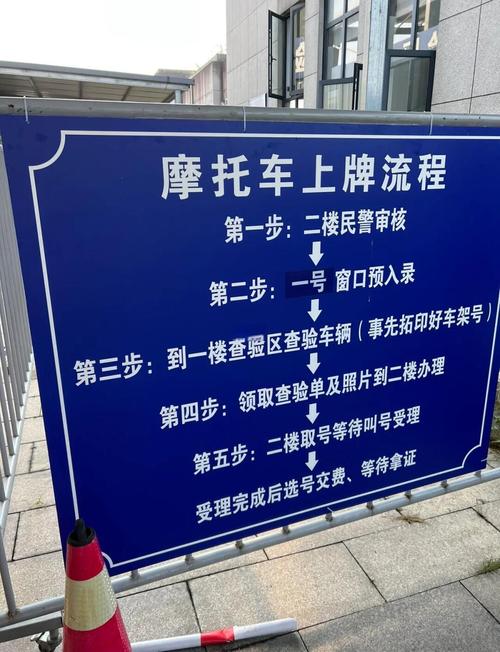 摩托车上牌流程
第一步：二楼民警审核
第二步：一号 窗口预入录
第三步：到一楼查验区查验车辆（事先拓印好车架号）
第四步：领取查验单及照片到二楼办理
第五步：二楼取号等待叫号受理
受理完成后选号交费、等待拿证